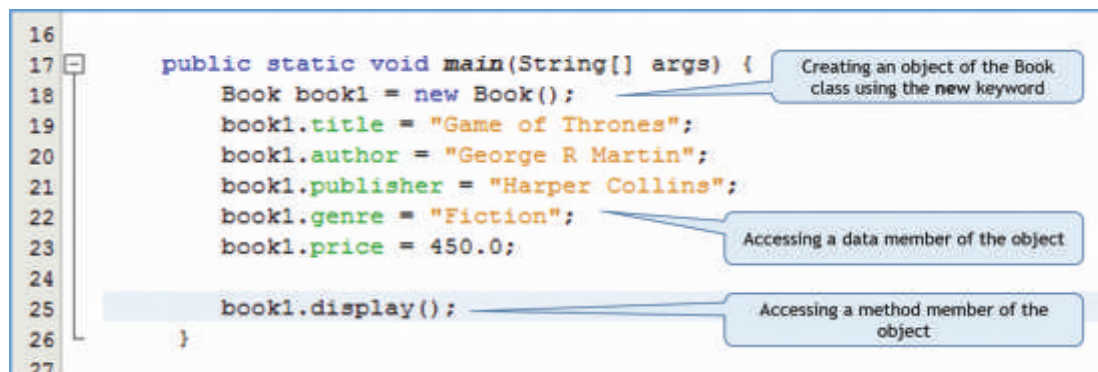 16
17 public static void main(String[] args) {
18 Book book1 = new Book();
19 book1.title = "Game of Thrones";
20 book1.author = "George R Martin";
21 book1.publisher = "Harper Collins";
22 book1.genre = "Fiction";
23 book1.price = 450.0;
24
25 book1.display();
26 }
27
Creating an object of the Book
class using the new keyword
Accessing a data member of the object
Accessing a method member of the
object